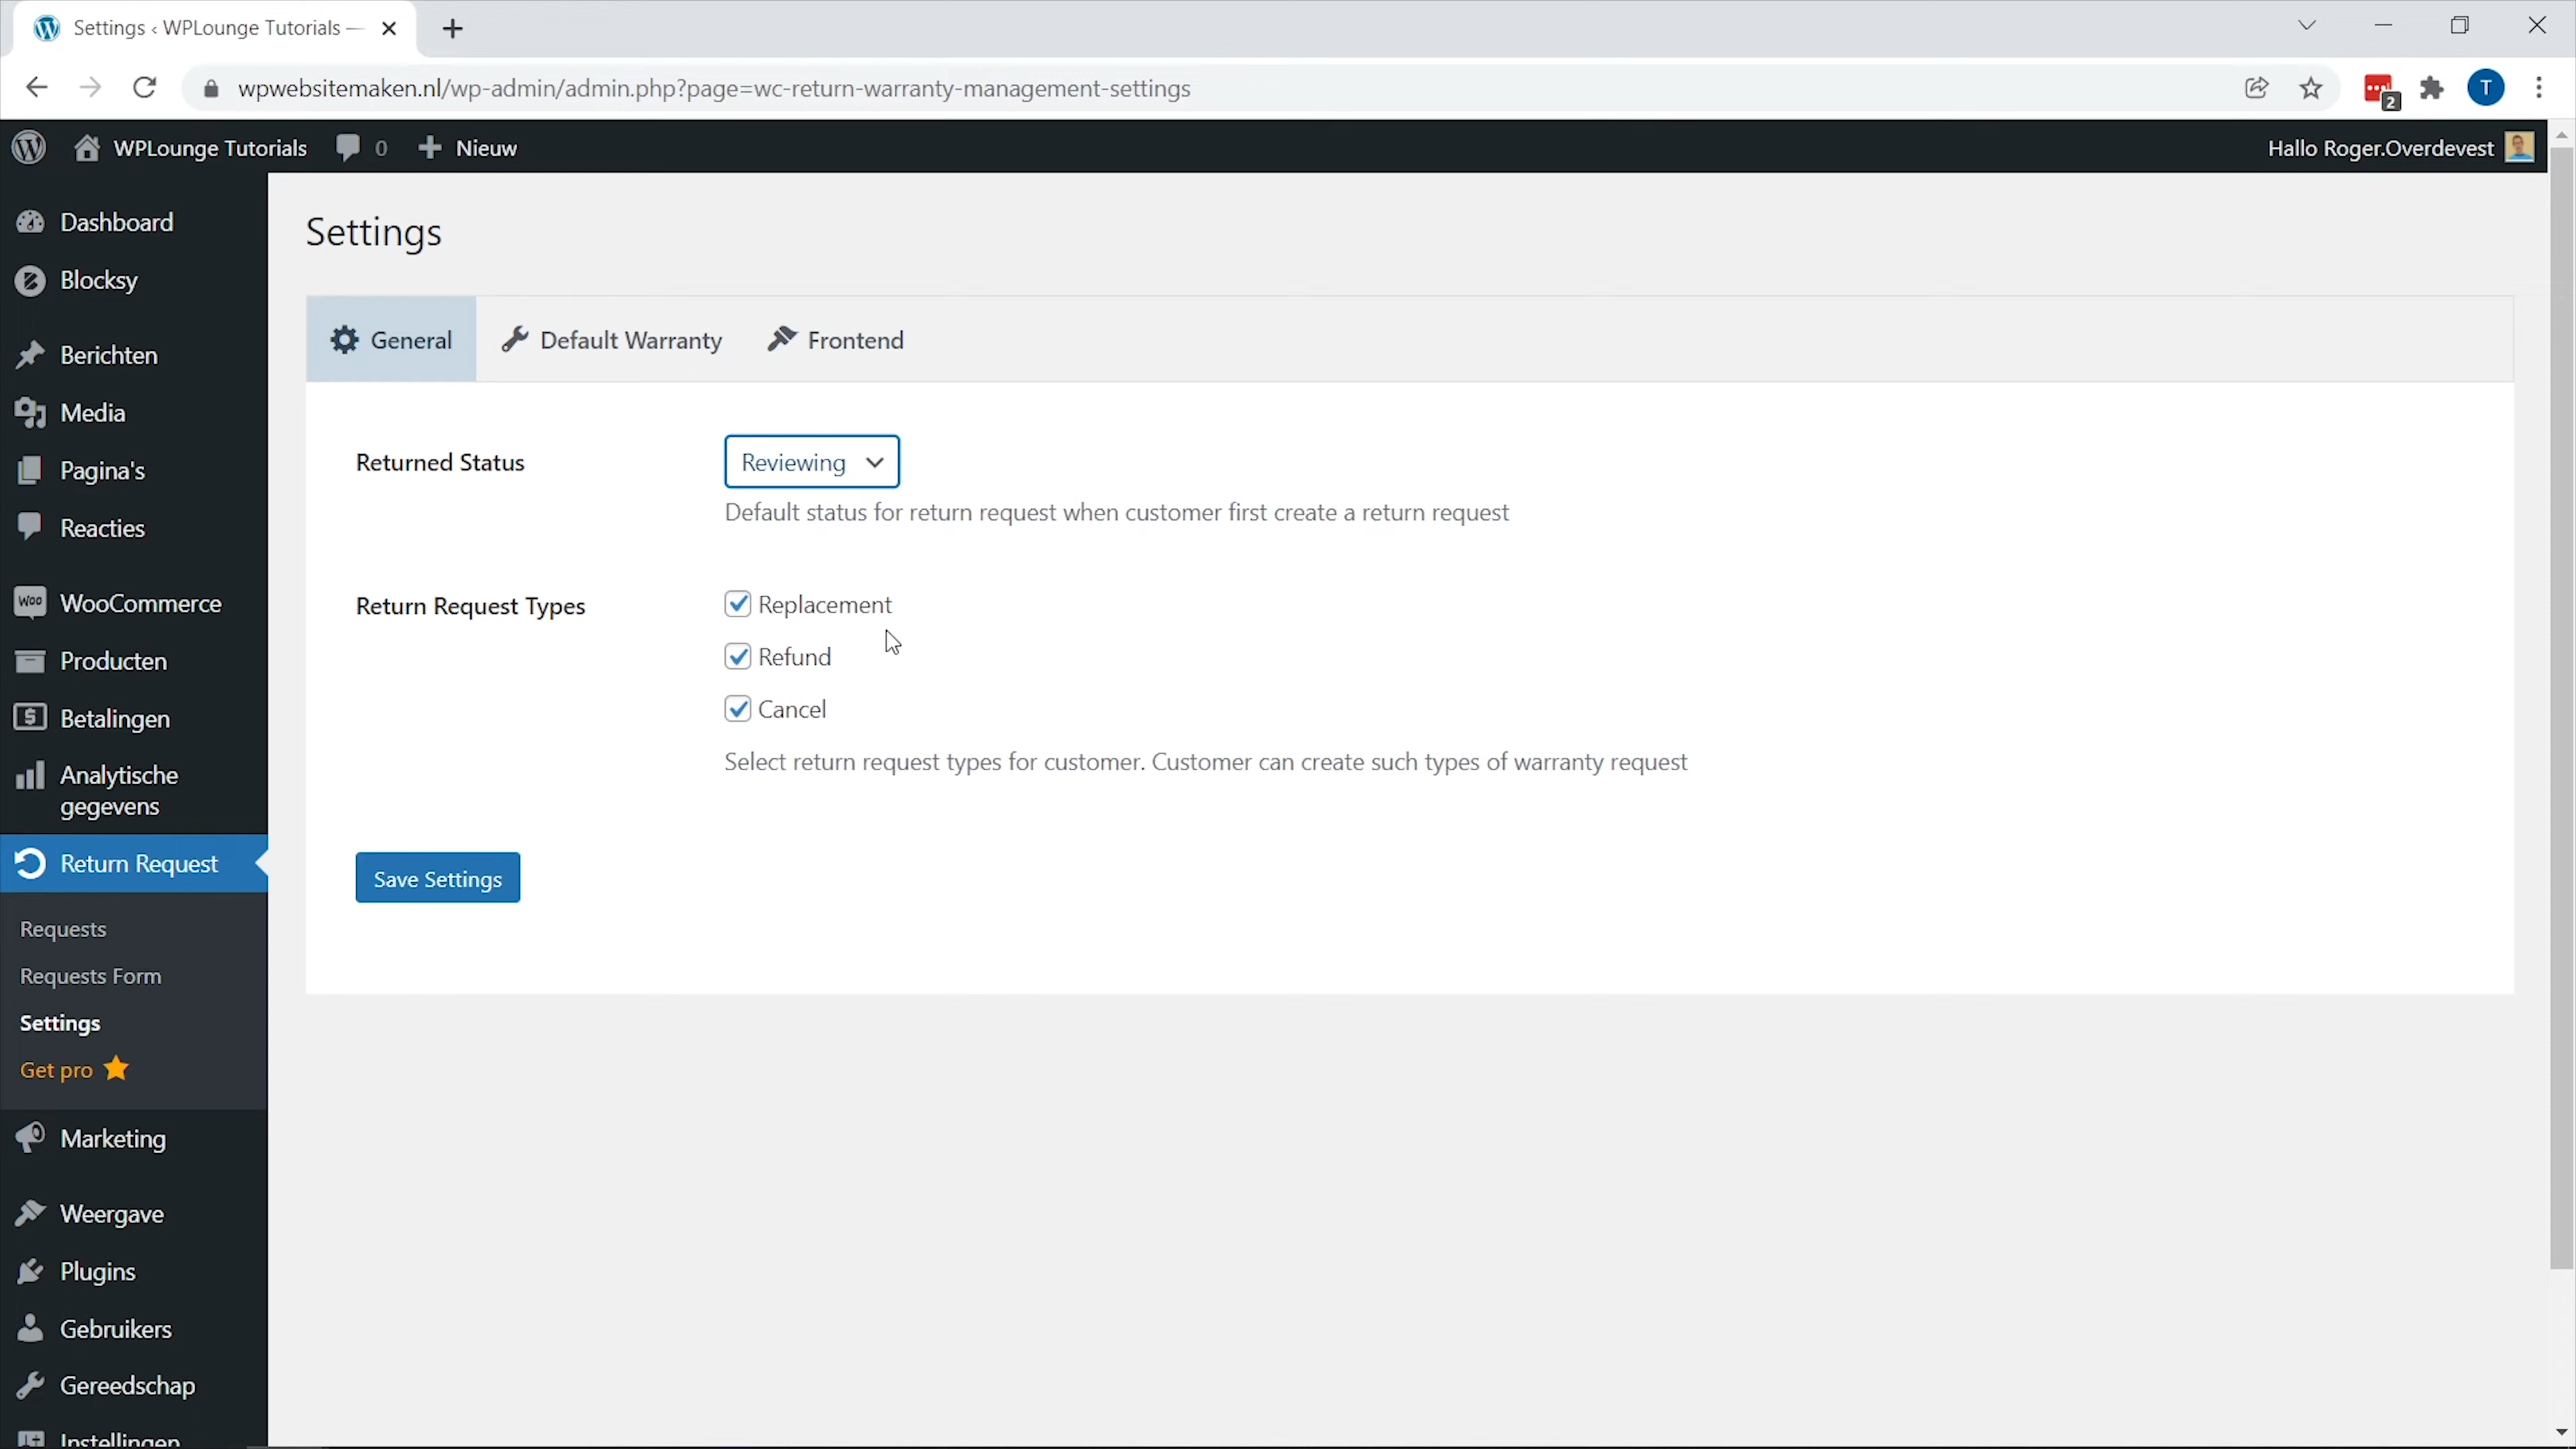 Settings ‹ WPLounge Tutorials —
wpwebsitemaken.nl/wp-admin/admin.php?page=wc-return-warranty-management-settings
2
T
WPLounge Tutorials
0
Nieuw
Hallo Roger.Overdevest
Dashboard
Blocksy
Berichten
Media
Pagina's
Reacties
Woo
WooCommerce
Producten
Betalingen
Analytische
gegevens
Return Request
Requests
Requests Form
Settings
Get pro
Marketing
Weergave
Plugins
Gebruikers
Gereedschap
Instellingen
Settings
General
Default Warranty
Frontend
Returned Status
Reviewing
Default status for return request when customer first create a return request
Return Request Types
Replacement
Refund
Cancel
Select return request types for customer. Customer can create such types of warranty request
Save Settings